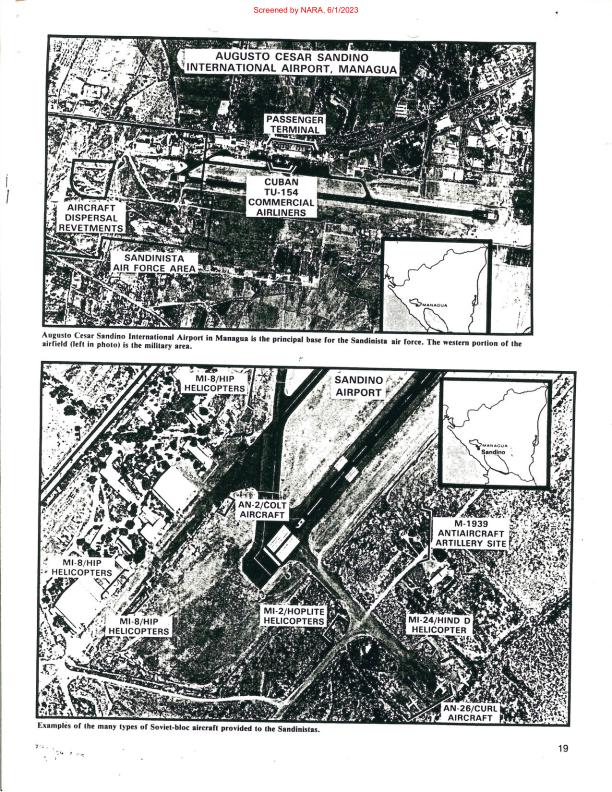 Screened by NARA, 6/1/2023
AUGUSTO CESAR SANDINO
INTERNATIONAL AIRPORT, MANAGUA
PASSENGER
TERMINAL
CUBAN
TU-154
COMMERCIAL
AIRLINERS
AIRCRAFT
DISPERSAL
REVETMENTS
SANDINISTA
AIR FORCE AREA
MANAGUA
Augusto Cesar Sandino International Airport in Managua is the principal base for the Sandinista air force. The western portion of the
airfield (left in photo) is the military area.
MI-8/HIP
HELICOPTERS
SANDINO
AIRPORT
MANAGUA
Sandino
AN-2/COLT
AIRCRAFT
M-1939
ANTIAIRCRAFT
ARTILLERY SITE
MI-8/HIP
HELICOPTERS
MI-8/HIP
HELICOPTERS
MI-2/HOPLITE
HELICOPTERS
MI-24/HIND D
HELICOPTER
AN-26/CURL
AIRCRAFT
Examples of the many types of Soviet-bloc aircraft provided to the Sandinistas.
19